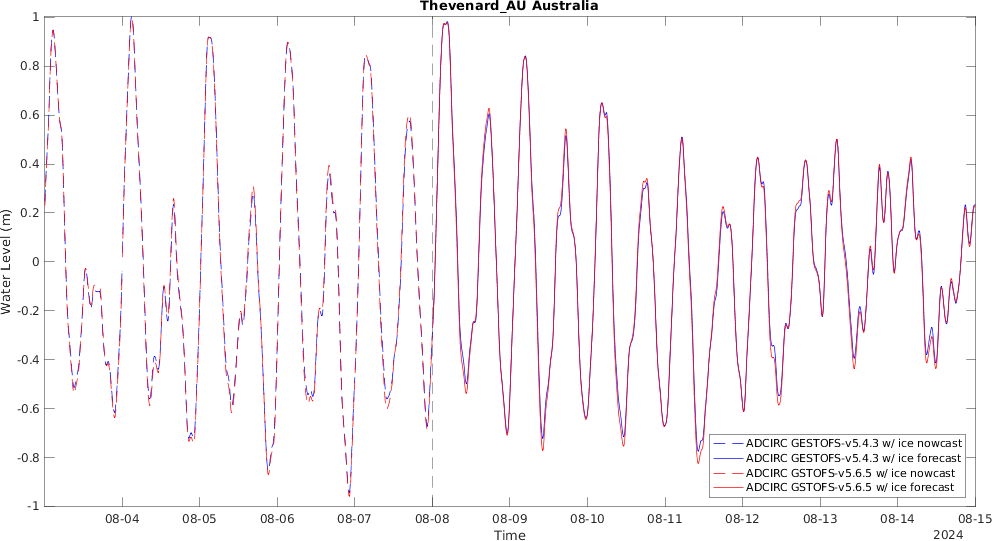 Thevenard_AU Australia
Water Level (m)
1
0.8
0.6
0.4
0.2
0
-0.2
-0.4
-0.6
-0.8
-1
ADCIRC GESTOFS-v5.4.3 w/ ice nowcast
ADCIRC GESTOFS-v5.4.3 w/ ice forecast
ADCIRC GSTOFS-v5.6.5 w/ ice nowcast
ADCIRC GSTOFS-v5.6.5 w/ ice forecast
08-04 08-05 08-06 08-07 08-08 08-09 08-10 08-11 08-12 08-13 08-14 08-15
Time
2024